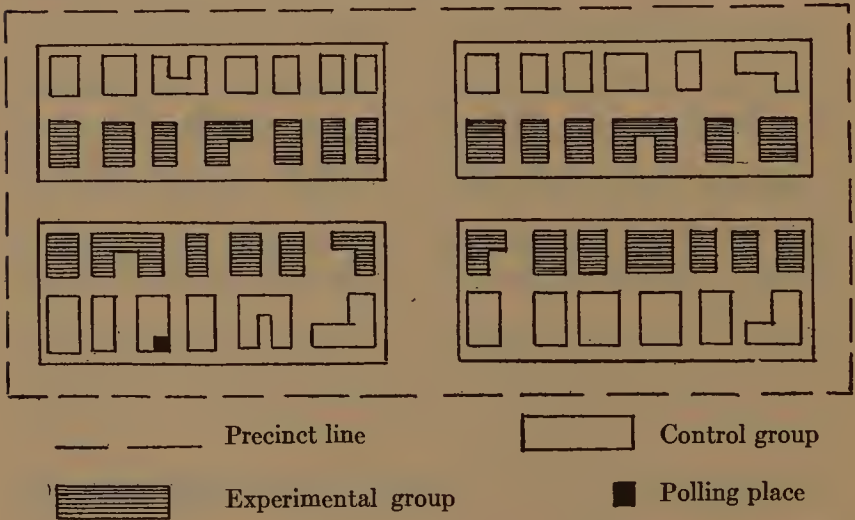 Precinct line
Control group
Experimental group
Polling place